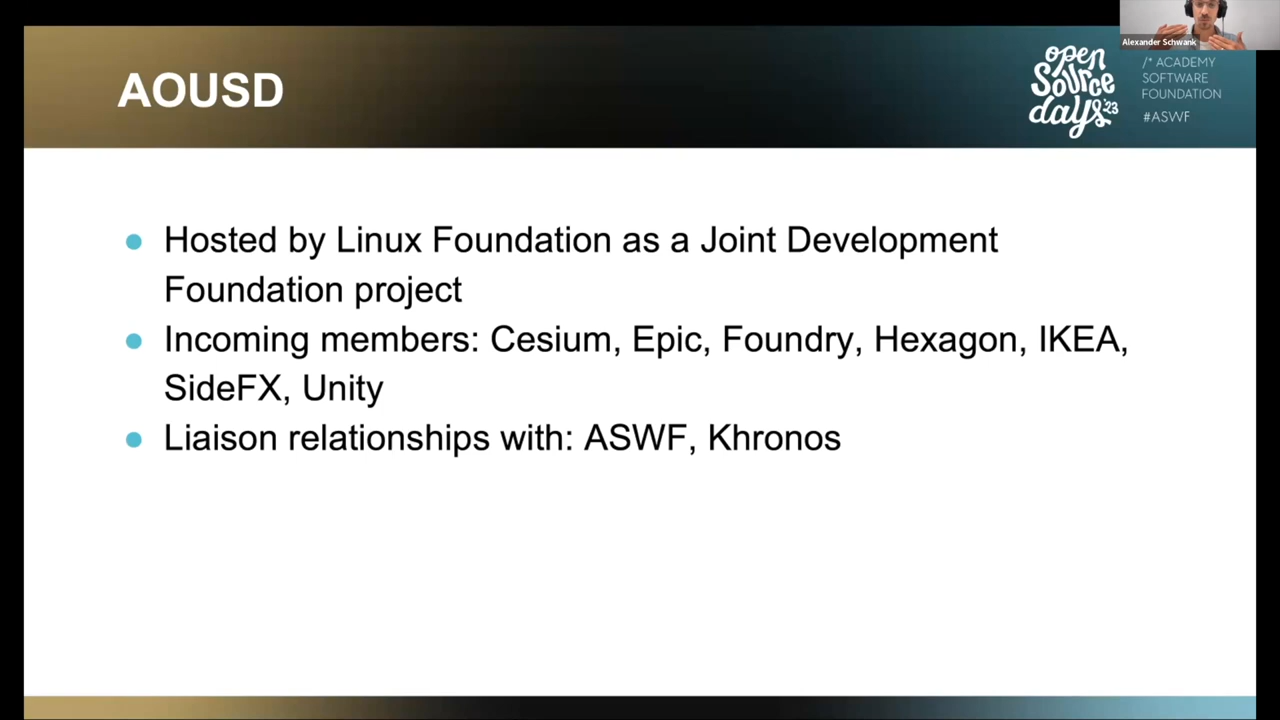 Alexander Schwank
AOUSD
open
source
days '23
/* ACADEMY
SOFTWARE
FOUNDATION
#ASWF
● Hosted by Linux Foundation as a Joint Development
Foundation project
● Incoming members: Cesium, Epic, Foundry, Hexagon, IKEA,
SideFX, Unity
● Liaison relationships with: ASWF, Khronos